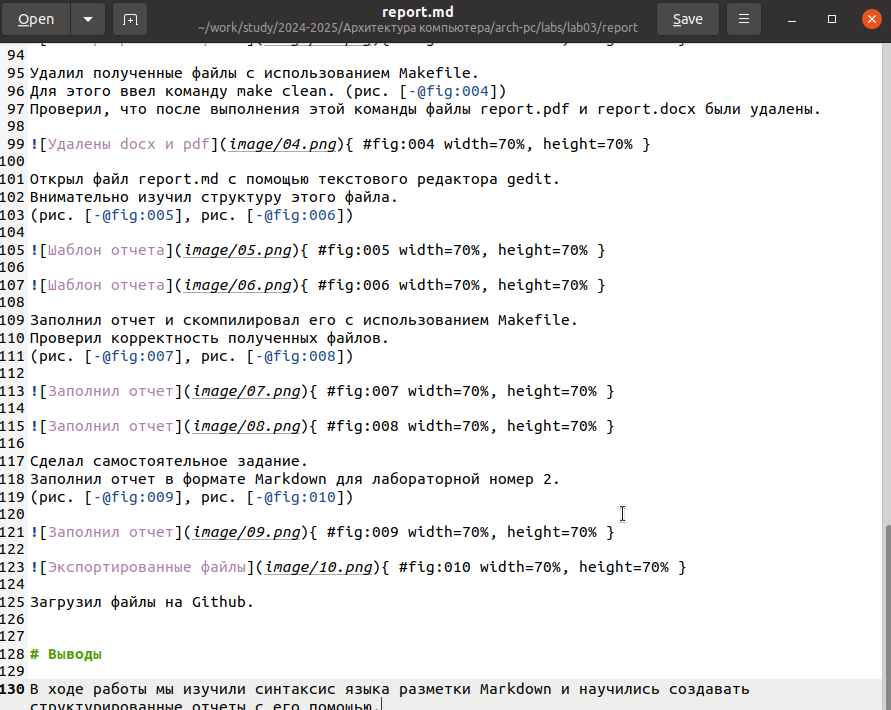 Open
report.md
~/work/study/2024-2025/Архитектура компьютера/arch-pc/labs/lab03/report
Save
94
95 Удалил полученные файлы с использованием Makefile.
96 Для этого ввел команду make clean. (рис. [-@fig:004])
97 Проверил, что после выполнения этой команды файлы report.pdf и report.docx были удалены.
98
99 ![Удалены docx и pdf](image/04.png){ #fig:004 width=70%, height=70% }
100
101 Открыл файл report.md с помощью текстового редактора gedit.
102 Внимательно изучил структуру этого файла.
103 (рис. [-@fig:005], рис. [-@fig:006])
104
105 ![Шаблон отчета](image/05.png){ #fig:005 width=70%, height=70% }
106
107 ![Шаблон отчета](image/06.png){ #fig:006 width=70%, height=70% }
108
109 Заполнил отчет и скомпилировал его с использованием Makefile.
110 Проверил корректность полученных файлов.
111 (рис. [-@fig:007], рис. [-@fig:008])
112
113 ![Заполнил отчет](image/07.png){ #fig:007 width=70%, height=70% }
114
115 ![Заполнил отчет](image/08.png){ #fig:008 width=70%, height=70% }
116
117 Сделал самостоятельное задание.
118 Заполнил отчет в формате Markdown для лабораторной номер 2.
119 (рис. [-@fig:009], рис. [-@fig:010])
120
121 ![Заполнил отчет](image/09.png){ #fig:009 width=70%, height=70% }
122
123 ![Экспортированные файлы](image/10.png){ #fig:010 width=70%, height=70% }
124
125 Загрузил файлы на Github.
126
127
128 # Выводы
129
130 В ходе работы мы изучили синтаксис языка разметки Markdown и научились создавать
структурированные отчеты с его помощью.